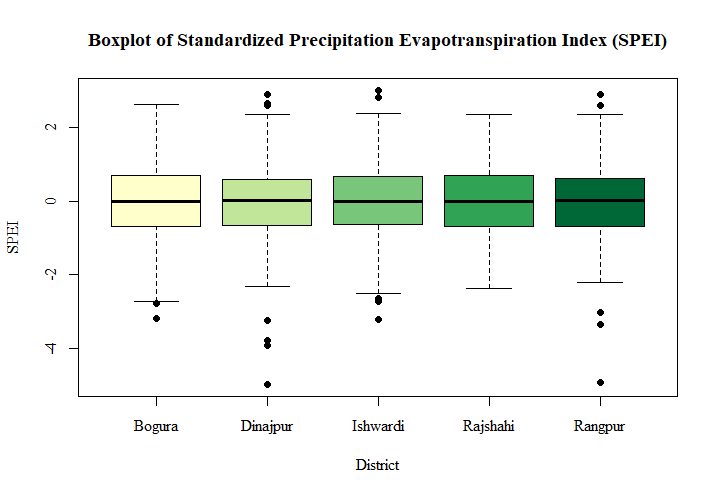 Boxplot of Standardized Precipitation Evapotranspiration Index (SPEI)
SPEI
2
0
-2
-4
Bogura Dinajpur Ishwardi Rajshahi Rangpur
District